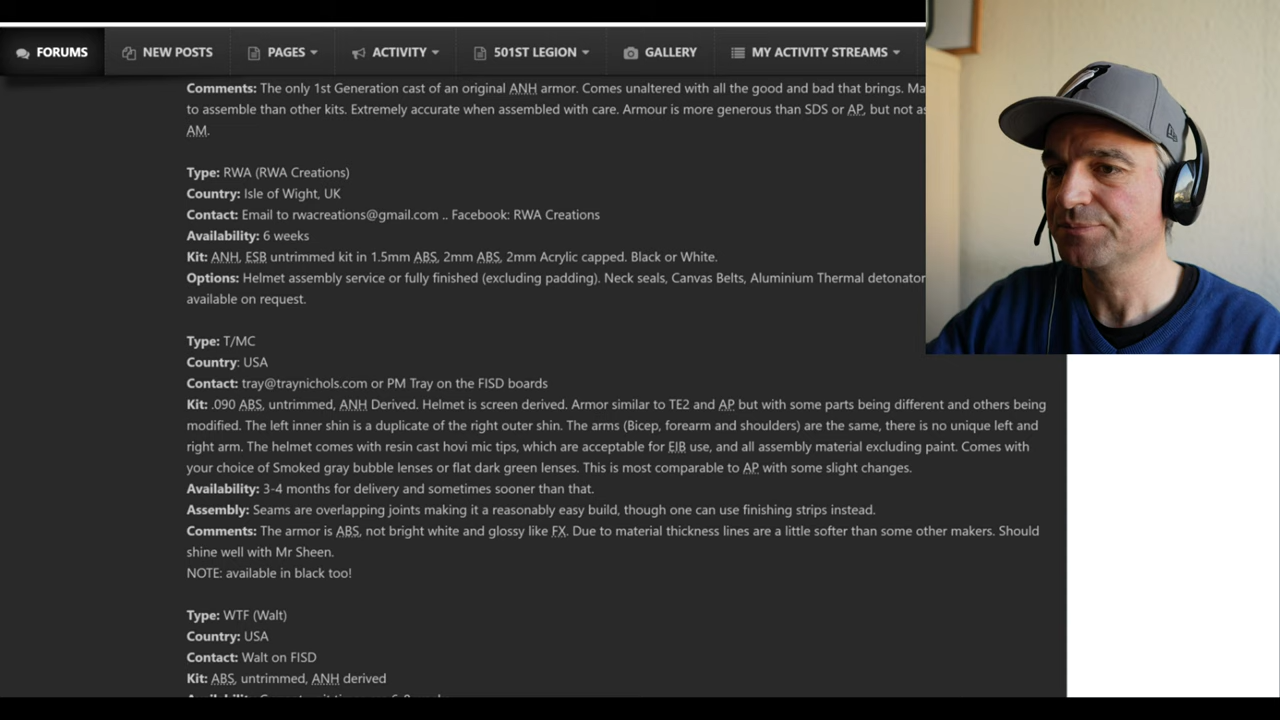 FORUMS NEW POSTS PAGES ACTIVITY 501ST LEGION GALLERY MY ACTIVITY STREAMS
Comments: The only 1st Generation cast of an original ANH armor. Comes unaltered with all the good and bad that brings.
to assemble than other kits. Extremely accurate when assembled with care. Armour is more generous than SDS or AP, but not
AM.
Type: RWA (RWA Creations)
Country: Isle of Wight, UK
Contact: Email to rwacreations@gmail.com .. Facebook: RWA Creations
Availability: 6 weeks
Kit: ANH, ESB untrimmed kit in 1.5mm ABS, 2mm ABS, 2mm Acrylic capped. Black or White.
Options: Helmet assembly service or fully finished (excluding padding). Neck seals, Canvas Belts, Aluminium Thermal detonator
available on request.
Type: T/MC
Country: USA
Contact: tray@traynichols.com or PM Tray on the FISD boards
Kit: .090 ABS, untrimmed, ANH Derived. Helmet is screen derived. Armor similar to TE2 and AP but with some parts being different and others being
modified. The left inner shin is a duplicate of the right outer shin. The arms (Bicep, forearm and shoulders) are the same, there is no unique left and
right arm. The helmet comes with resin cast hovi mic tips, which are acceptable for EIB use, and all assembly material excluding paint. Comes with
your choice of Smoked gray bubble lenses or flat dark green lenses. This is most comparable to AP with some slight changes.
Availability: 3-4 months for delivery and sometimes sooner than that.
Assembly: Seams are overlapping joints making it a reasonably easy build, though one can use finishing strips instead.
Comments: The armor is ABS, not bright white and glossy like FX. Due to material thickness lines are a little softer than some other makers. Should
shine well with Mr Sheen.
NOTE: available in black too!
Type: WTF (Walt)
Country: USA
Contact: Walt on FISD
Kit: ABS, untrimmed, ANH derived